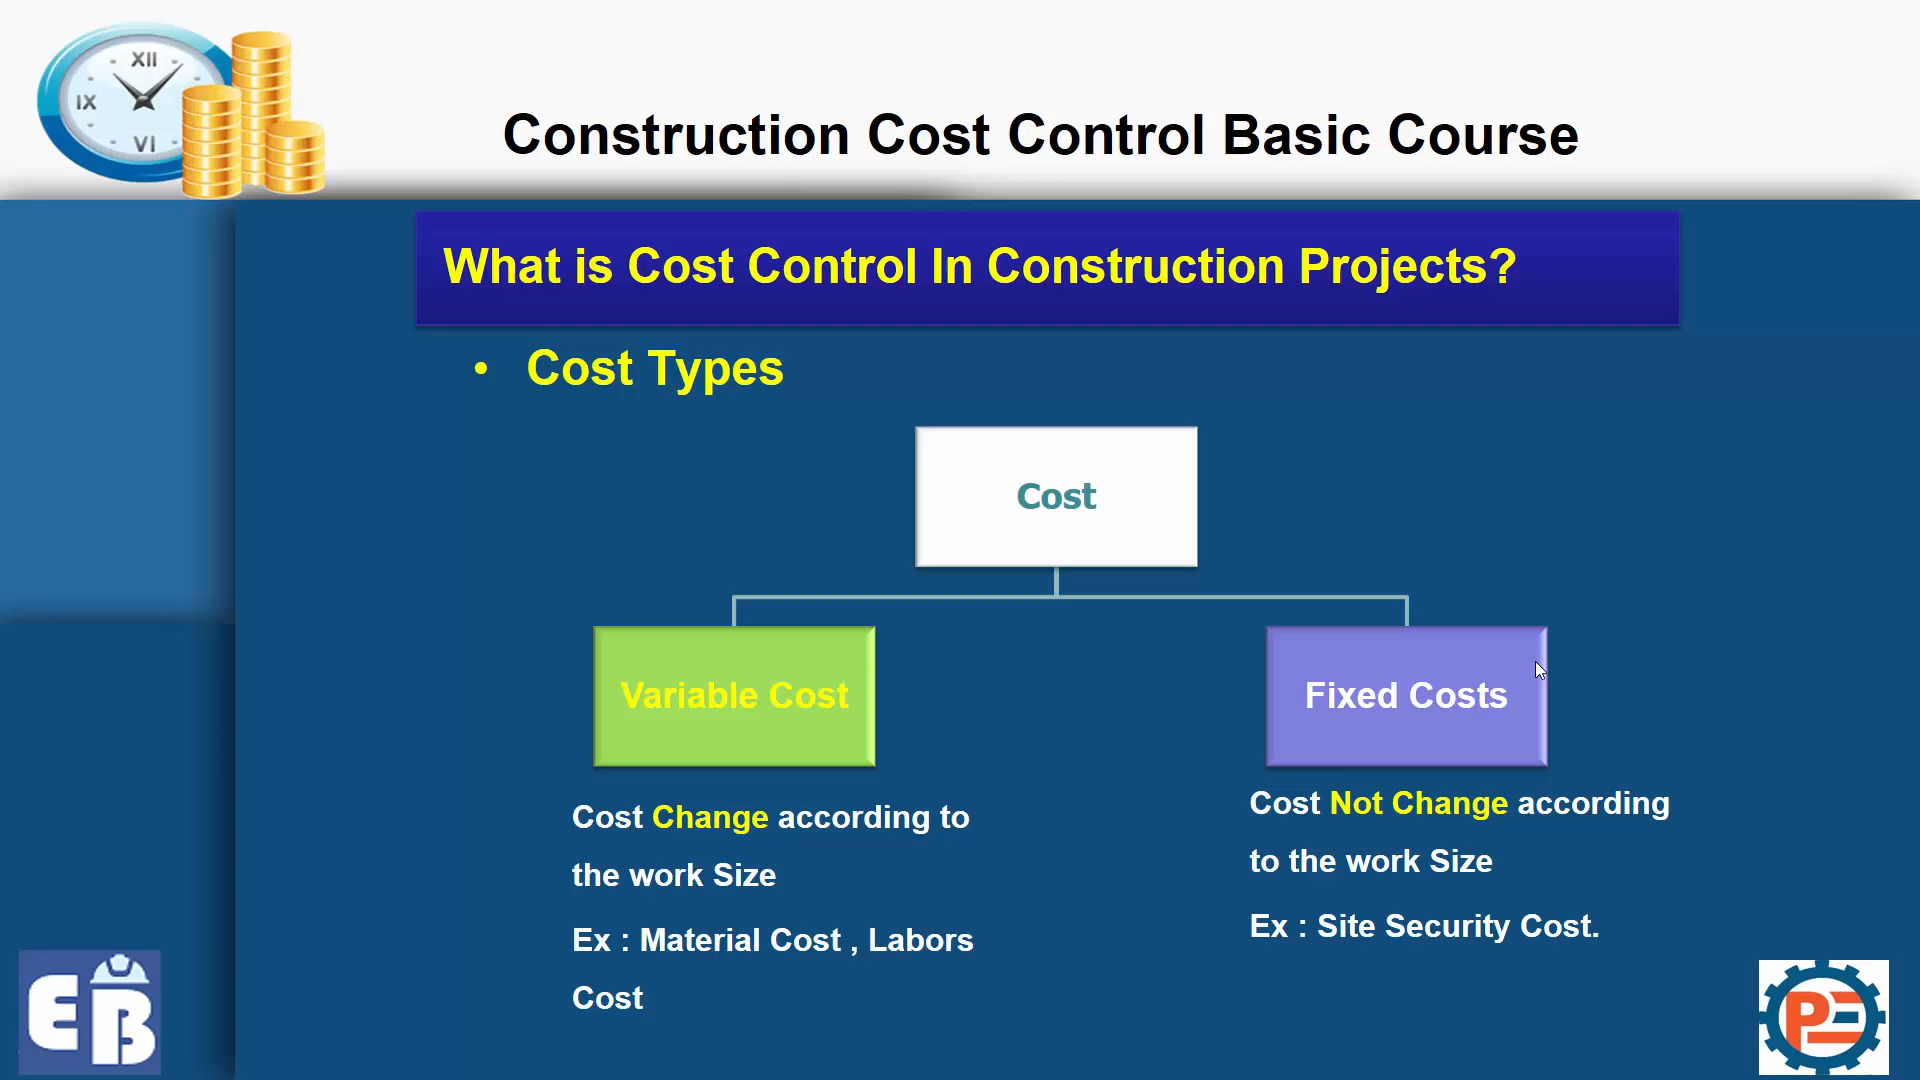 XII
IX
VI
Construction Cost Control Basic Course
What is Cost Control In Construction Projects?
• Cost Types
Cost
Variable Cost
Fixed Costs
Cost Change according to
the work Size
Ex : Material Cost , Labors
Cost
Cost Not Change according
to the work Size
Ex : Site Security Cost.
EB
PE